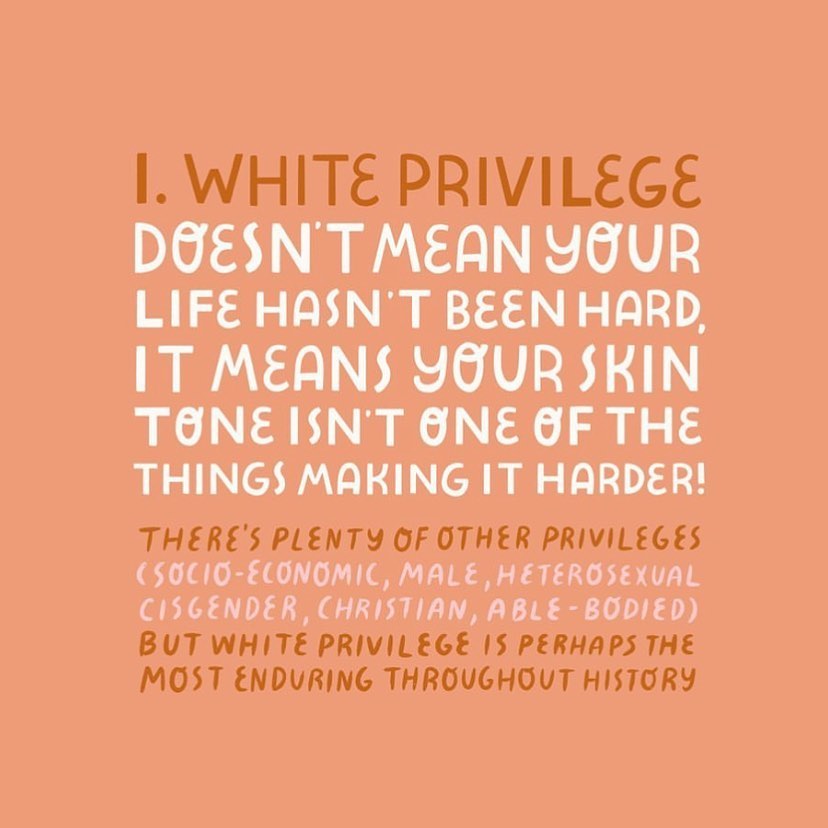 1. WHITE PRIVILEGE
DOESN'T MEAN YOUR
LIFE HASN'T BEEN HARD,
IT MEANS YOUR SKIN
TONE ISN'T ONE OF THE
THINGS MAKING IT HARDER!
THERE'S PLENTY OF OTHER PRIVILEGES
(SOCIO-ECONOMIC, MALE, HETEROSEXUAL
CISGENDER, CHRISTIAN, ABLE-BODIED)
BUT WHITE PRIVILEGE IS PERHAPS THE
MOST ENDURING THROUGHOUT HISTORY